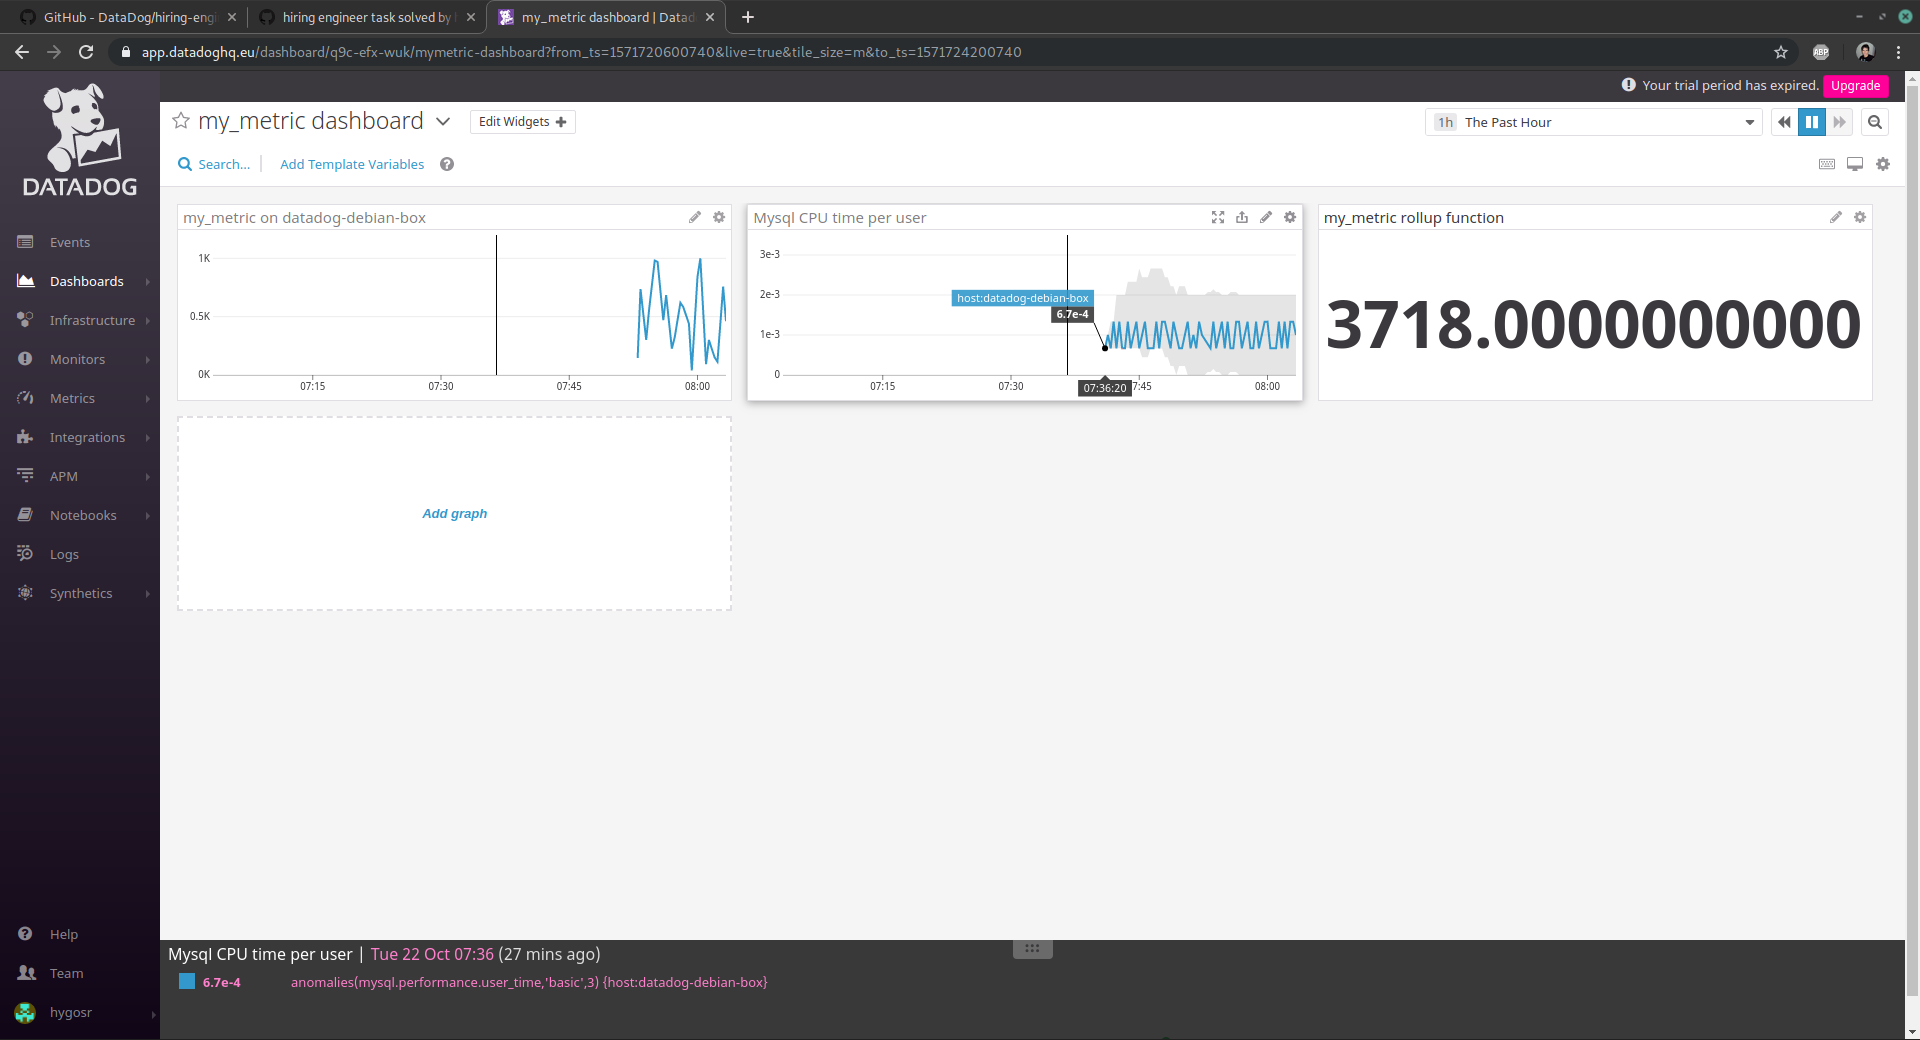 GitHub - DataDog/hiring-engi
hiring engineer task solved by
my_metric dashboard | Datad
app.datadoghq.eu/dashboard/q9c-efx-wuk/mymetric-dashboard?from_ts=1571720600740&live=true&tile_size=m&to_ts=1571724200740
ABP
DATADOG
Events
Dashboards
Infrastructure
Monitors
Metrics
Integrations
APM
Notebooks
Logs
Synthetics
Help
Team
hygosr
Your trial period has expired. Upgrade
my_metric dashboard
Edit Widgets
1h The Past Hour
Search...
Add Template Variables
my_metric on datadog-debian-box
1K
0.5K
0K
07:15 07:30 07:45 08:00
Mysql CPU time per user
3e-3
2e-3
1e-3
0
host:datadog-debian-box
6.7e-4
07:15 07:30 07:36:20 7:45 08:00
my_metric rollup function
3718.0000000000
Add graph
Mysql CPU time per user | Tue 22 Oct 07:36 (27 mins ago)
6.7e-4 anomalies(mysql.performance.user_time,'basic',3) {host:datadog-debian-box}